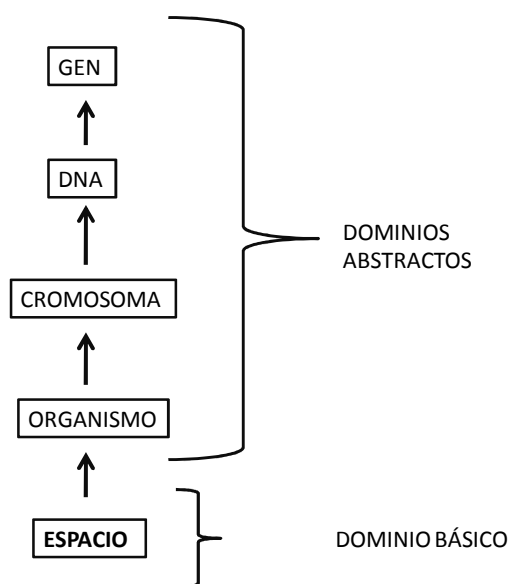 GEN
DNA
DOMINIOS
ABSTRACTOS
CROMOSOMA
ORGANISMO
ESPACIO
DOMINIO BÁSICO